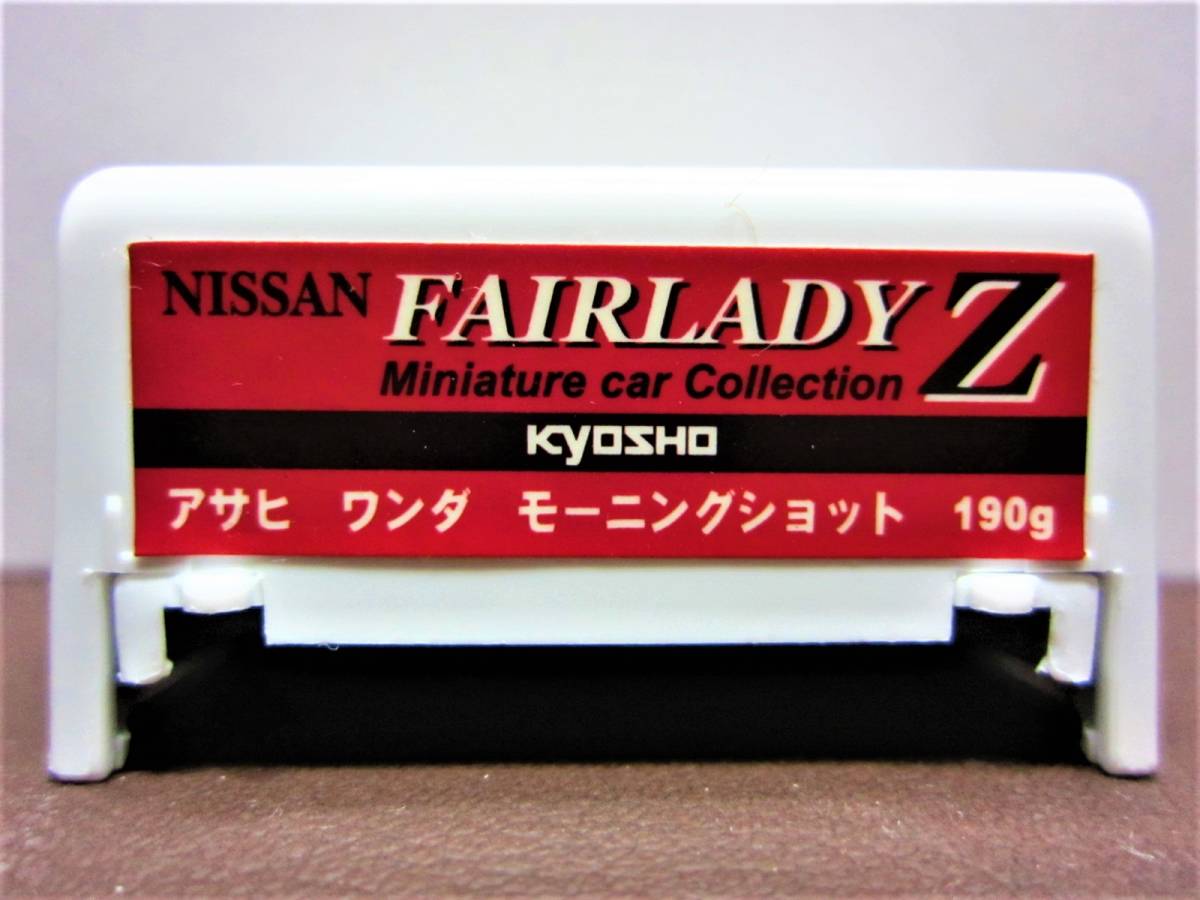 NISSAN FAIRLADY Z
Miniature car Collection
KYOSHO
アサヒ ワンダ モーニングショット 190g